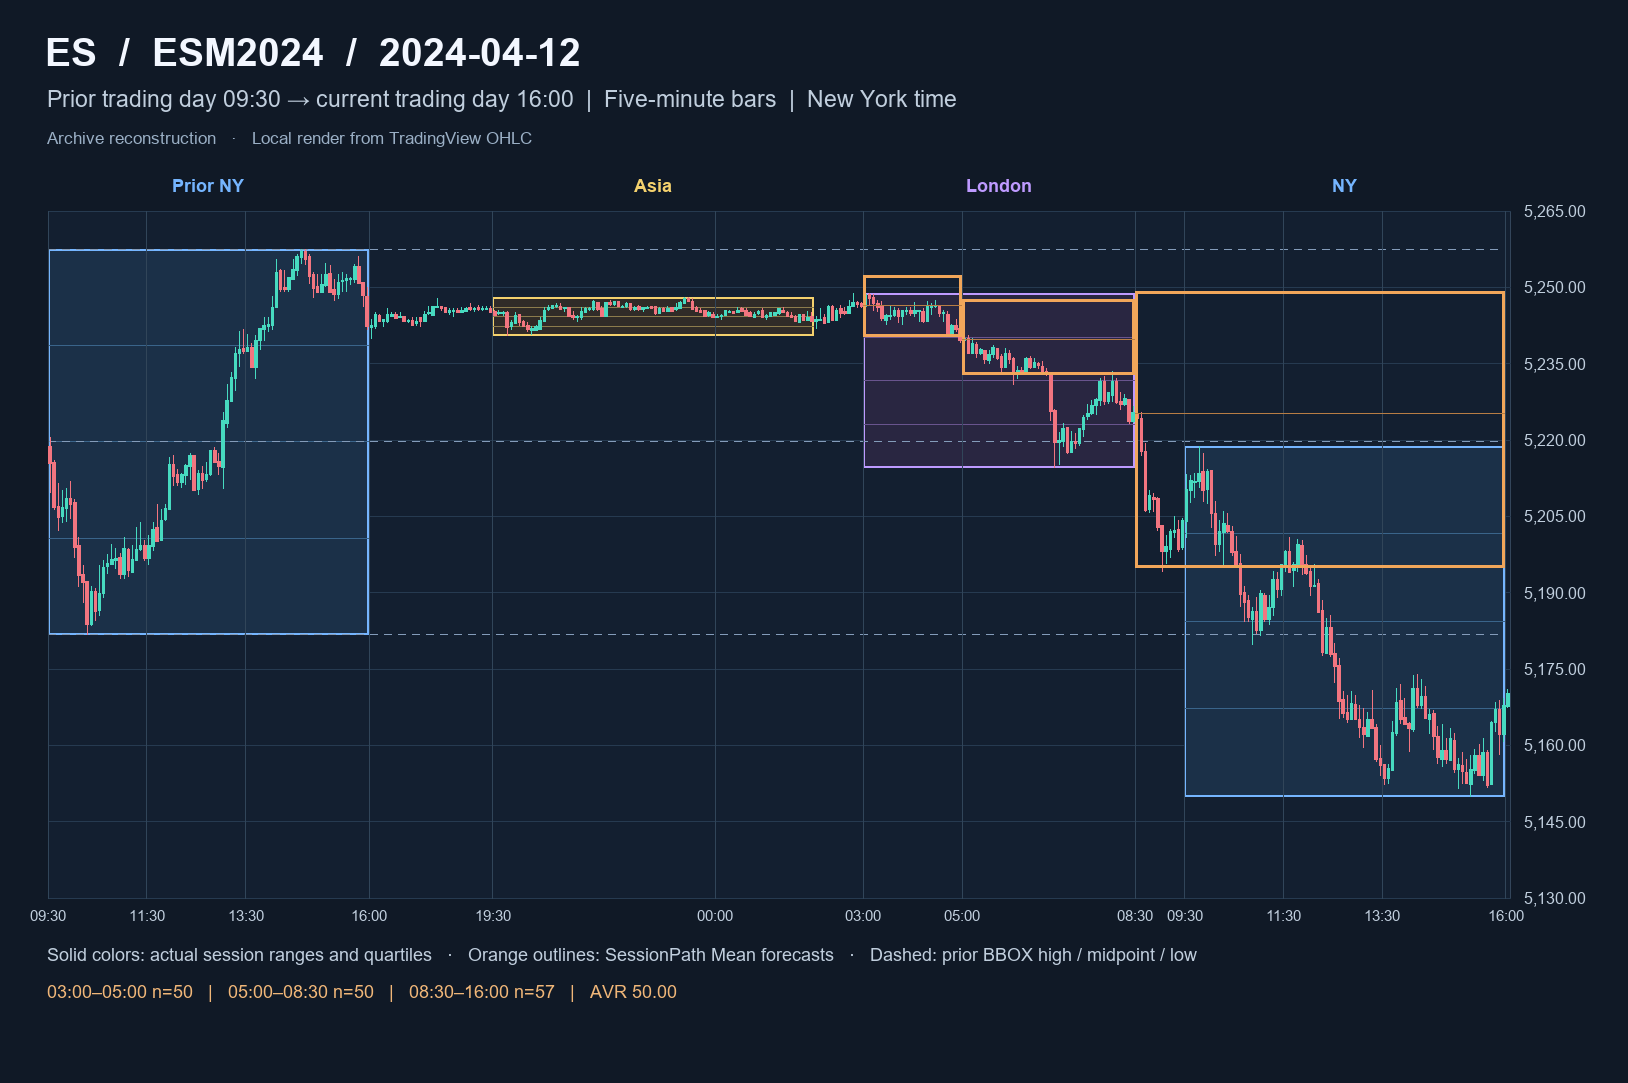 ES / ESM2024 / 2024-04-12
Prior trading day 09:30 → current trading day 16:00 | Five-minute bars | New York time
Archive reconstruction · Local render from TradingView OHLC
Prior NY Asia London NY
5,265.00
5,250.00
5,235.00
5,220.00
5,205.00
5,190.00
5,175.00
5,160.00
5,145.00
5,130.00
09:30 11:30 13:30 16:00 19:30 00:00 03:00 05:00 08:30 09:30 11:30 13:30 16:00
Solid colors: actual session ranges and quartiles · Orange outlines: SessionPath Mean forecasts · Dashed: prior BBOX high / midpoint / low
03:00–05:00 n=50 | 05:00–08:30 n=50 | 08:30–16:00 n=57 | AVR 50.00